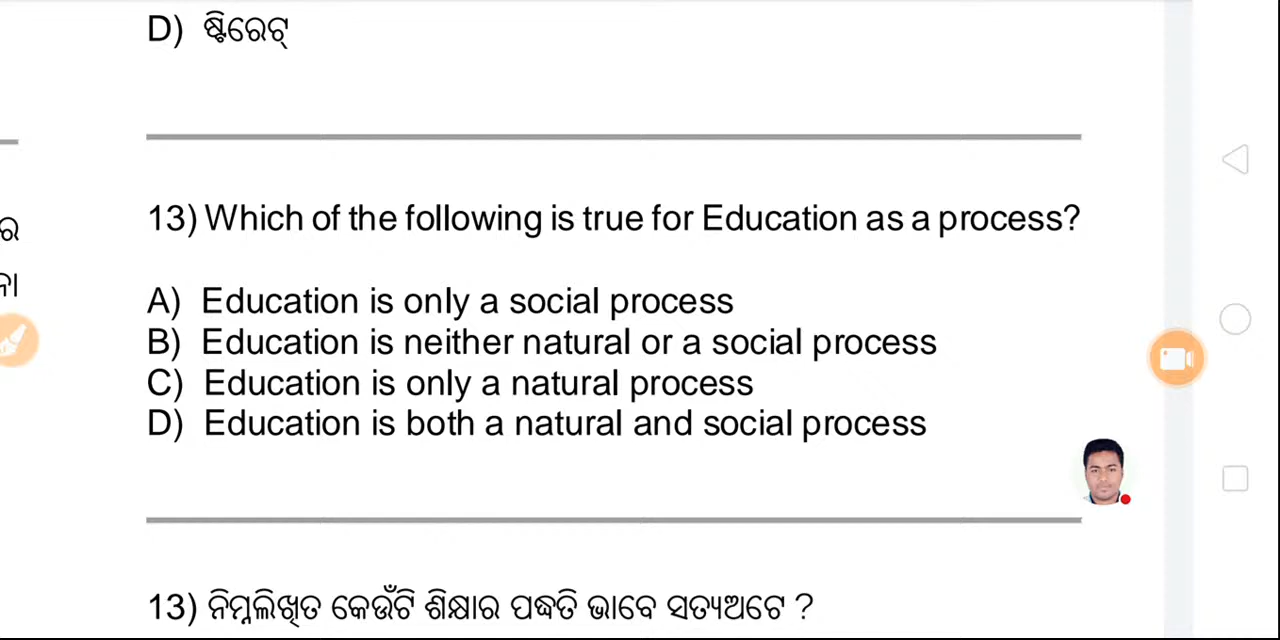 D) ଷ୍ଟିରେଟ୍
ର
ନା
13) Which of the following is true for Education as a process?
A) Education is only a social process
B) Education is neither natural or a social process
C) Education is only a natural process
D) Education is both a natural and social process
13) ନିମ୍ନଲିଖିତ କେଉଁଟି ଶିକ୍ଷାର ପଦ୍ଧତି ଭାବେ ସତ୍ୟଅଟେ ?